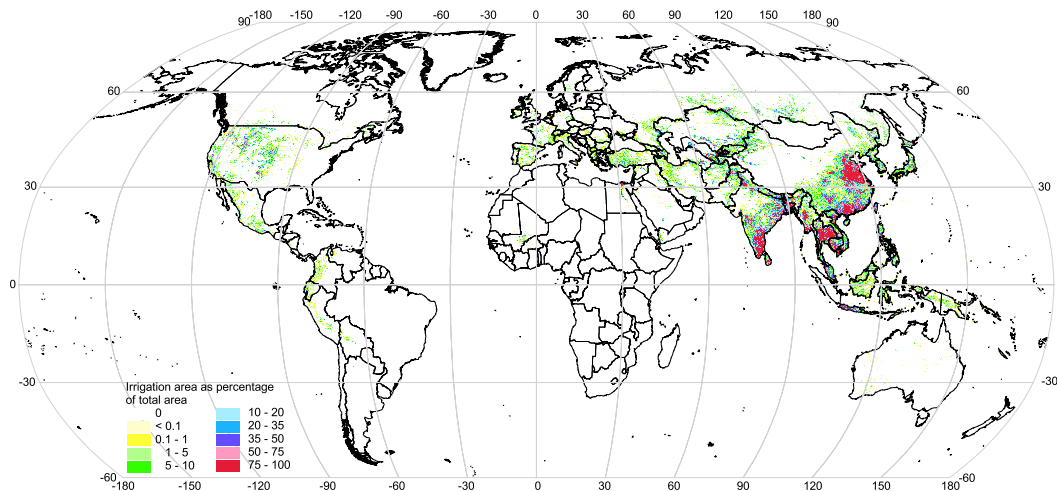 90 -180 -150 -120 -90 -60 -30 0 30 60 90 120 150 180 90
60 60
30 30
0 0
-30 -30
Irrigation area as percentage
of total area
0 10 - 20
< 0.1 20 - 35
0.1 - 1 35 - 50
1 - 5 50 - 75
5 - 10 75 - 100
-60 -60
-180 -150 -120 -90 -60 -30 0 30 60 90 120 150 180